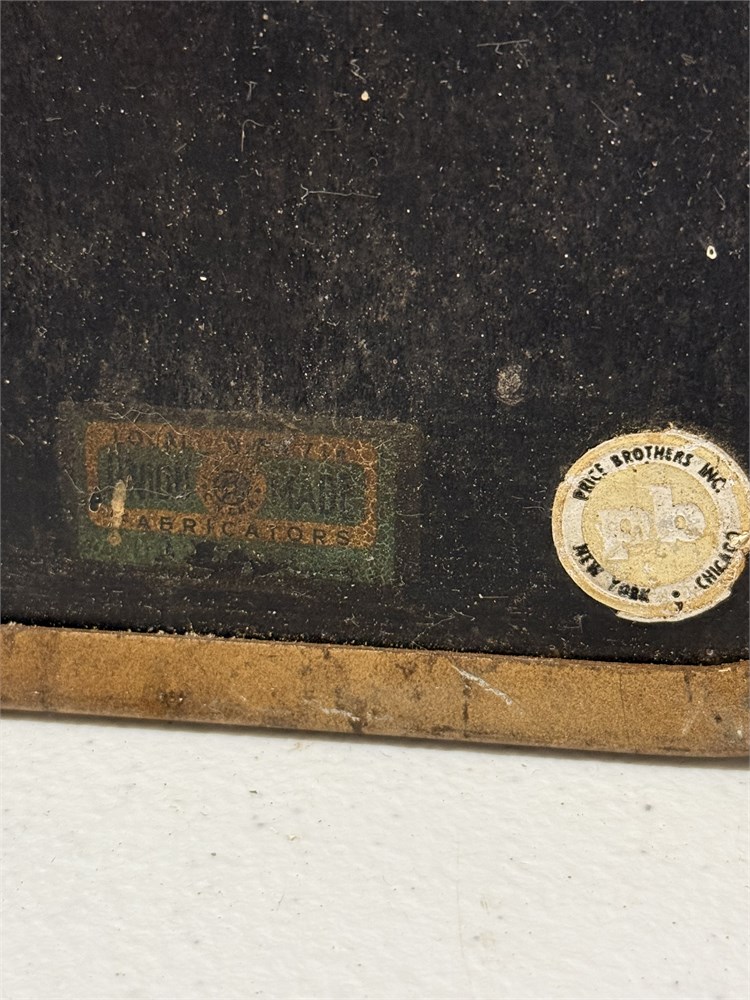 UNION MADE
FABRICATORS
PRICE BROTHERS INC.
pb
NEW YORK • CHICAGO